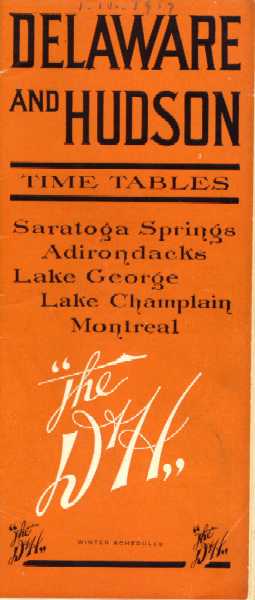 DELAWARE
AND HUDSON
TIME TABLES
Saratoga Springs
Adirondacks
Lake George
Lake Champlain
Montreal
"The
D&H"
WINTER SCHEDULES
"The
D&H"
"The
D&H"